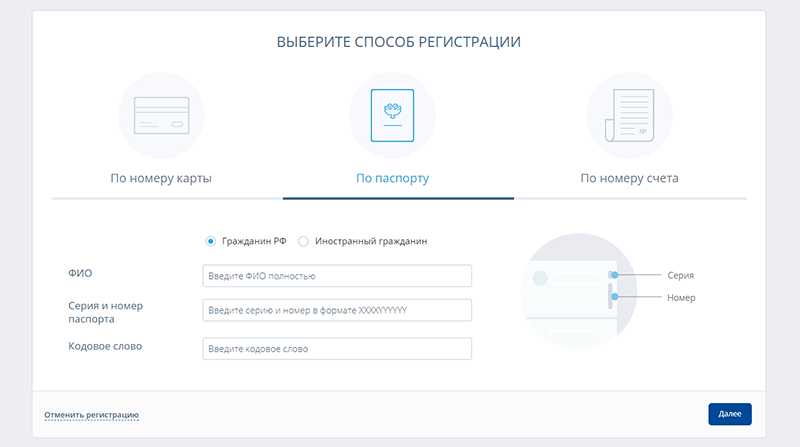 ВЫБЕРИТЕ СПОСОБ РЕГИСТРАЦИИ
№
По номеру карты
По паспорту
По номеру счета
Гражданин РФ
Иностранный гражданин
ФИО
Введите ФИО полностью
Серия и номер
паспорта
Введите серию и номер в формате XXXXYYYYYY
Кодовое слово
Введите кодовое слово
Серия
Номер
Отменить регистрацию
Далее